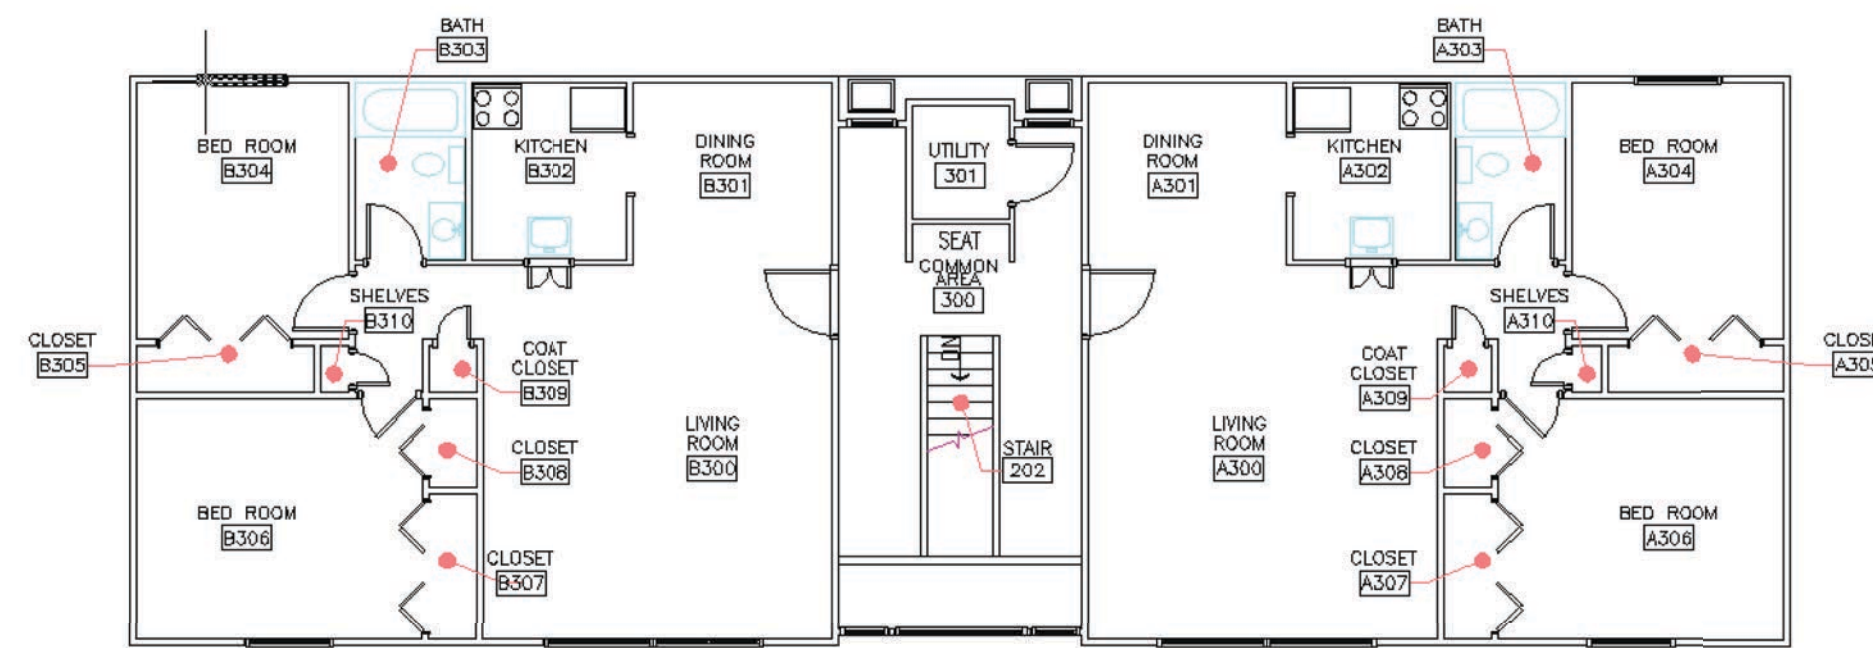 BATH
B303
BATH
A303
BED ROOM
B304
KITCHEN
B302
DINING
ROOM
B301
UTILITY
301
DINING
ROOM
A301
KITCHEN
A302
BED ROOM
A304
SEAT
COMMON
AREA
300
SHELVES
B310
SHELVES
A310
CLOSET
B305
COAT
CLOSET
B309
DN
COAT
CLOSET
A309
CLOSE
A305
LIVING
ROOM
B300
CLOSET
B308
STAIR
202
LIVING
ROOM
A300
CLOSET
A308
BED ROOM
B306
CLOSET
B307
CLOSET
A307
BED ROOM
A306